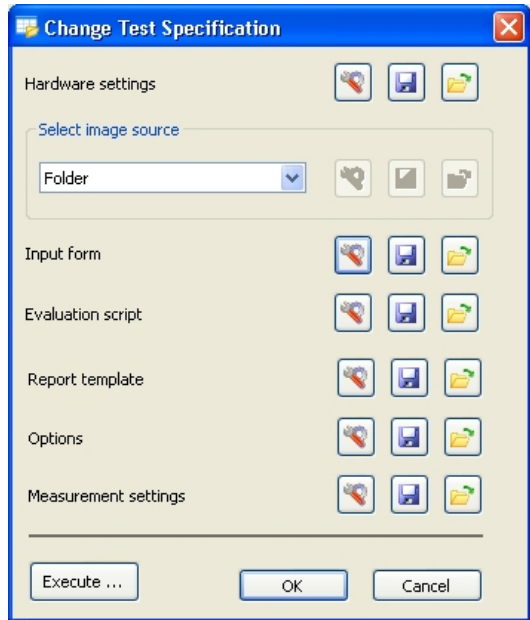 Change Test Specification
Hardware settings
Select image source
Folder
Input form
Evaluation script
Report template
Options
Measurement settings
Execute ...
OK
Cancel